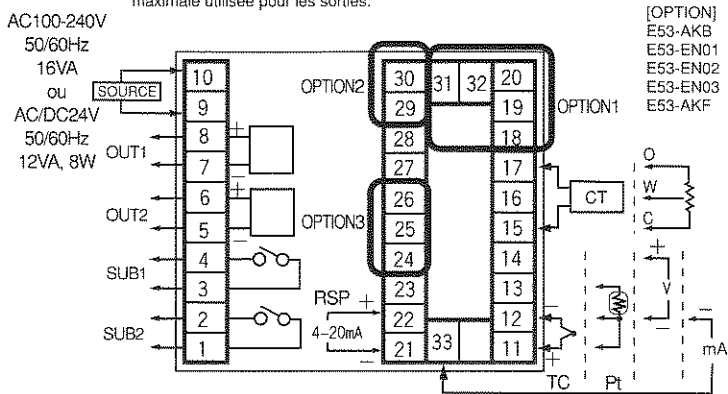 maximale utilisée pour les sorties.
AC100-240V
50/60Hz
16VA
ou
AC/DC24V
50/60Hz
12VA, 8W
SOURCE
[OPTION]
E53-AKB
E53-EN01
E53-EN02
E53-EN03
E53-AKF
10
9
8
7
6
5
4
3
2
1
OUT1
OUT2
SUB1
SUB2
+
−
+
−
OPTION2
OPTION3
RSP +
4-20mA
−
30
29
28
27
26
25
24
23
22
21
31
32
33
20
19
18
17
16
15
14
13
12
11
OPTION1
CT
O
W
C
−
+
TC
Pt
+
V
−
−
mA